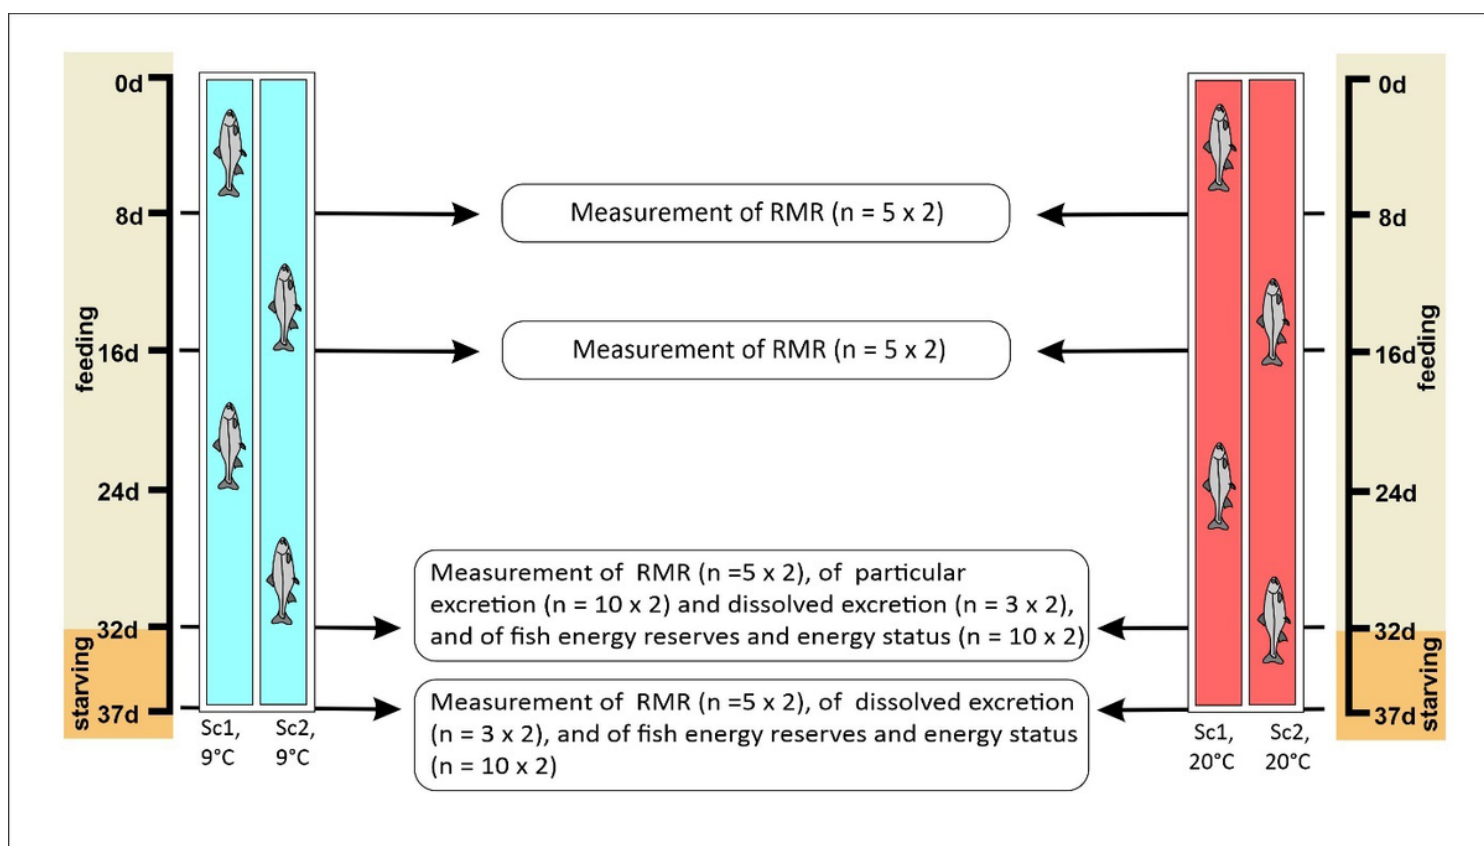 0d
8d
16d
24d
32d
37d
feeding
starving
Sc1,
9°C
Sc2,
9°C
Measurement of RMR (n = 5 x 2)
Measurement of RMR (n = 5 x 2)
Measurement of RMR (n =5 x 2), of particular
excretion (n = 10 x 2) and dissolved excretion (n = 3 x 2),
and of fish energy reserves and energy status (n = 10 x 2)
Measurement of RMR (n =5 x 2), of dissolved excretion
(n = 3 x 2), and of fish energy reserves and energy status
(n = 10 x 2)
Sc1,
20°C
Sc2,
20°C
0d
8d
16d
24d
32d
37d
feeding
starving